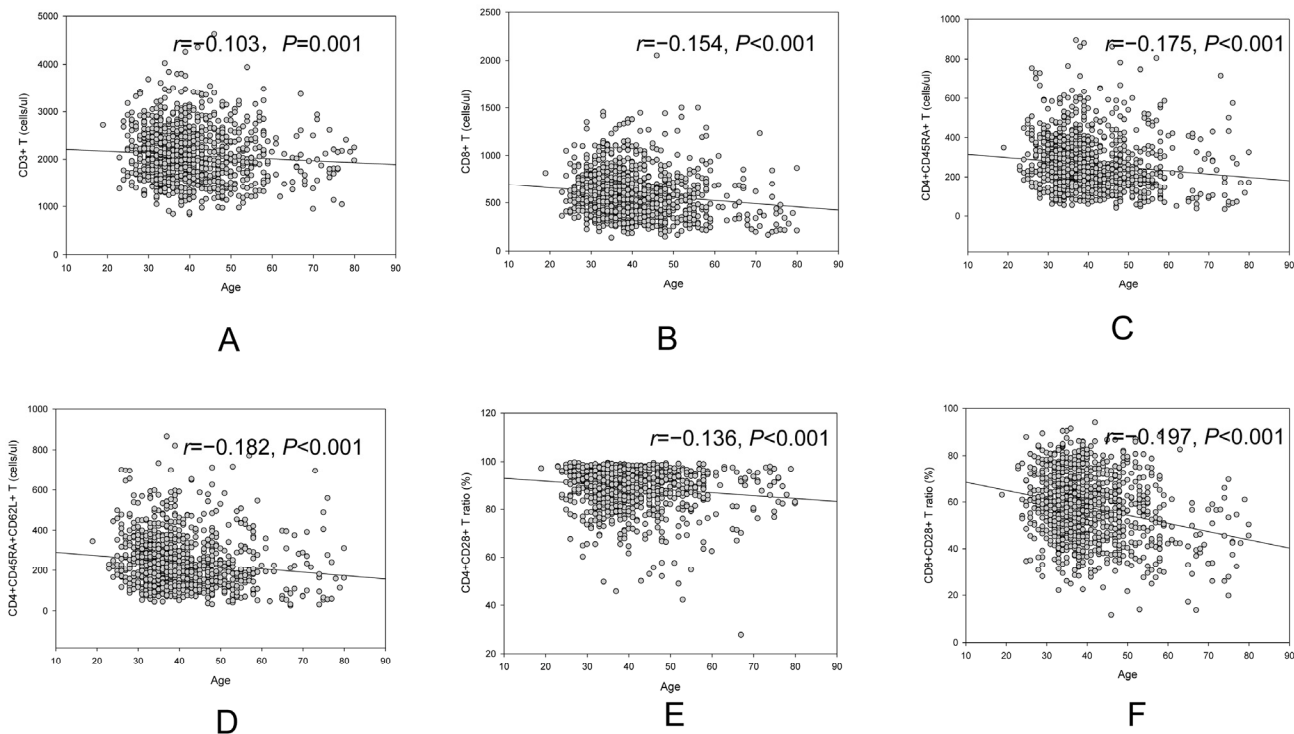 r=−0.103, P=0.001
5000
4000
3000
2000
1000
0
CD3+ T (cells/ul)
10 20 30 40 50 60 70 80 90
Age
A
r=−0.154, P<0.001
2500
2000
1500
1000
500
0
CD8+ T (cells/ul)
10 20 30 40 50 60 70 80 90
Age
B
r=−0.175, P<0.001
1000
800
600
400
200
0
CD4+CD45RA+ T (cells/ul)
10 20 30 40 50 60 70 80 90
Age
C
r=−0.182, P<0.001
1000
800
600
400
200
0
CD4+CD45RA+CD62L+ T (cells/ul)
10 20 30 40 50 60 70 80 90
Age
D
r=−0.136, P<0.001
120
100
80
60
40
20
CD4+CD28+ T ratio (%)
10 20 30 40 50 60 70 80 90
Age
E
r=−0.197, P<0.001
100
80
60
40
20
0
CD8+CD28+ T ratio (%)
10 20 30 40 50 60 70 80 90
Age
F